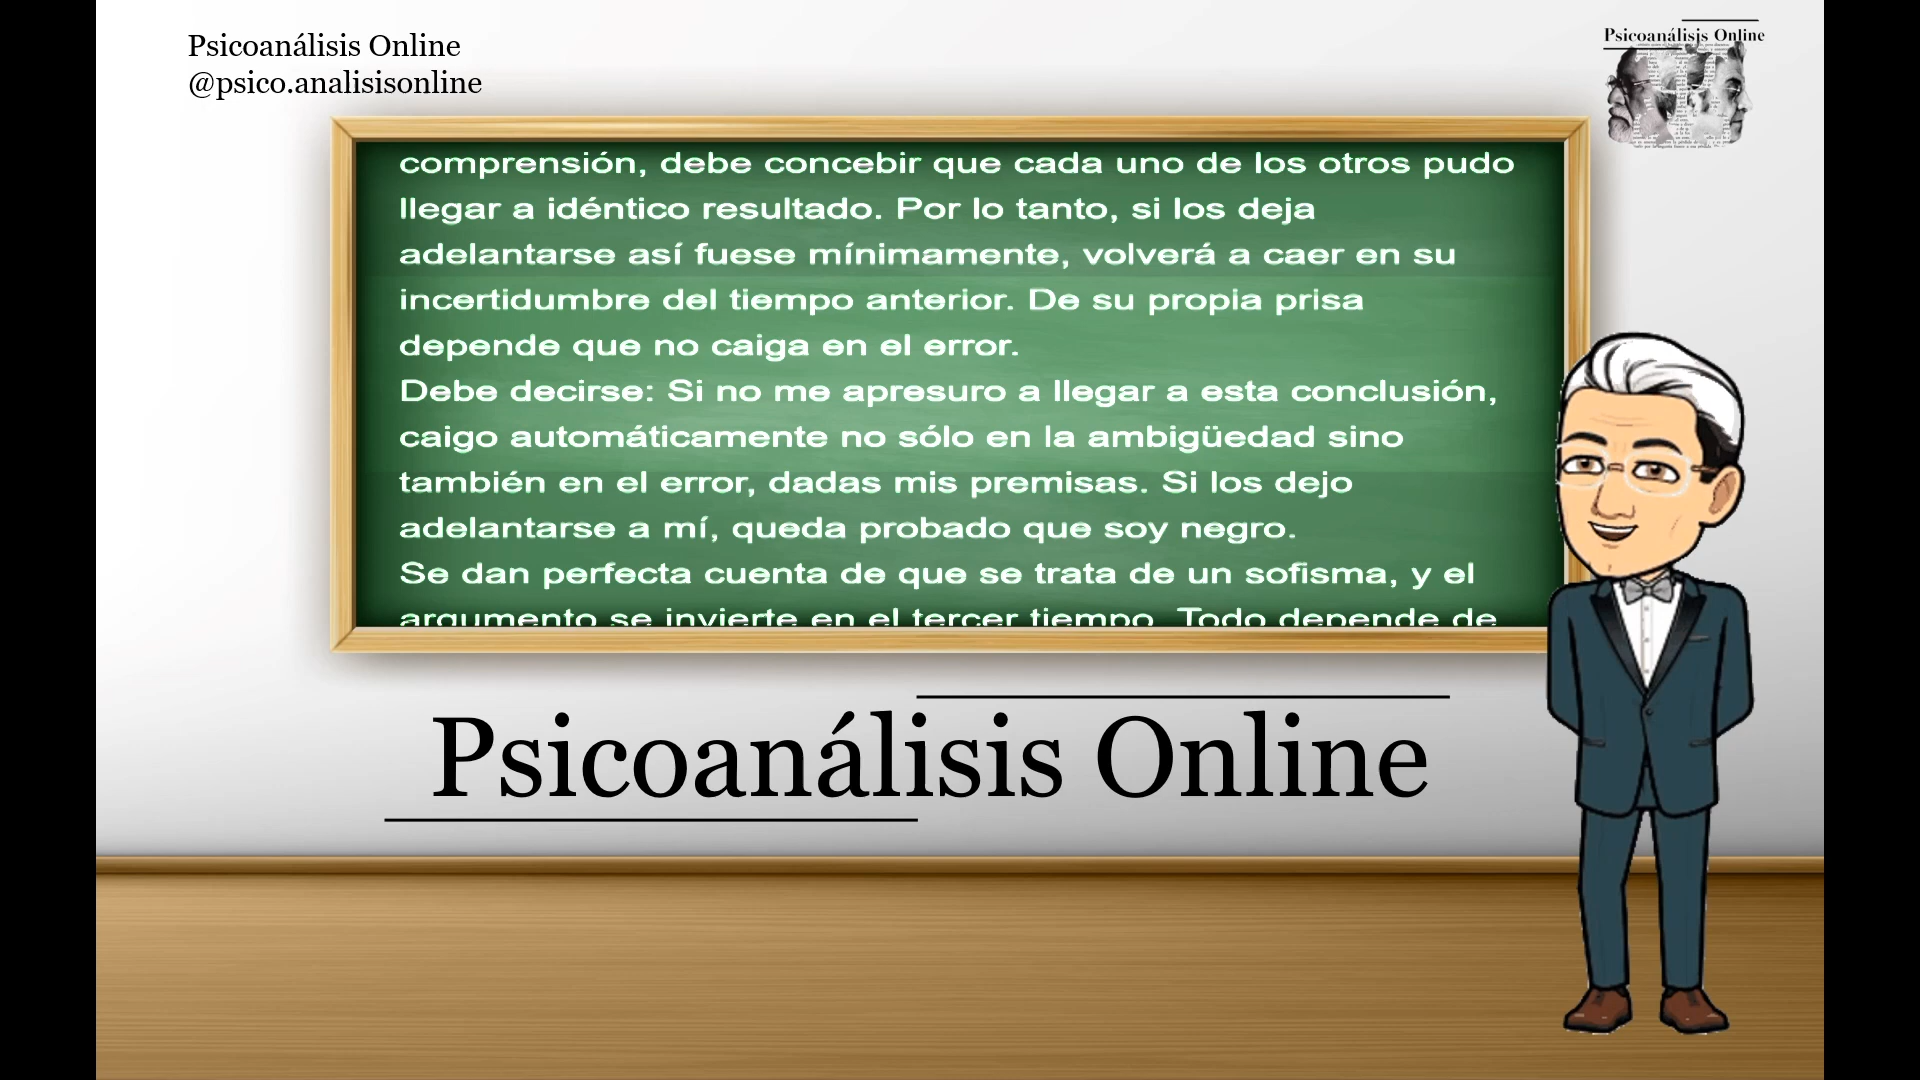 Psicoanálisis Online
@psico.analisisonline
Psicoanálisis Online
comprensión, debe concebir que cada uno de los otros pudo
llegar a idéntico resultado. Por lo tanto, si los deja
adelantarse así fuese mínimamente, volverá a caer en su
incertidumbre del tiempo anterior. De su propia prisa
depende que no caiga en el error.
Debe decirse: Si no me apresuro a llegar a esta conclusión,
caigo automáticamente no sólo en la ambigüedad sino
también en el error, dadas mis premisas. Si los dejo
adelantarse a mí, queda probado que soy negro.
Se dan perfecta cuenta de que se trata de un sofisma, y el
argumento se invierte en el tercer tiempo. Todo depende de
Psicoanálisis Online